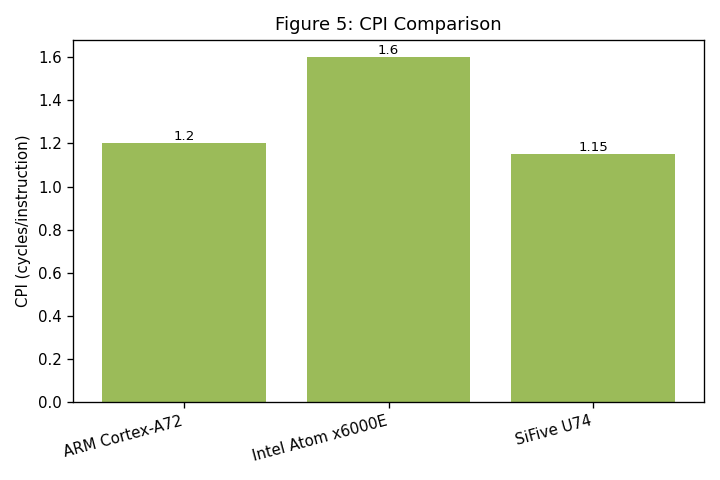 Figure 5: CPI Comparison
CPI (cycles/instruction)
1.6
1.4
1.2
1.0
0.8
0.6
0.4
0.2
0.0
1.2
1.6
1.15
ARM Cortex-A72
Intel Atom x6000E
SiFive U74